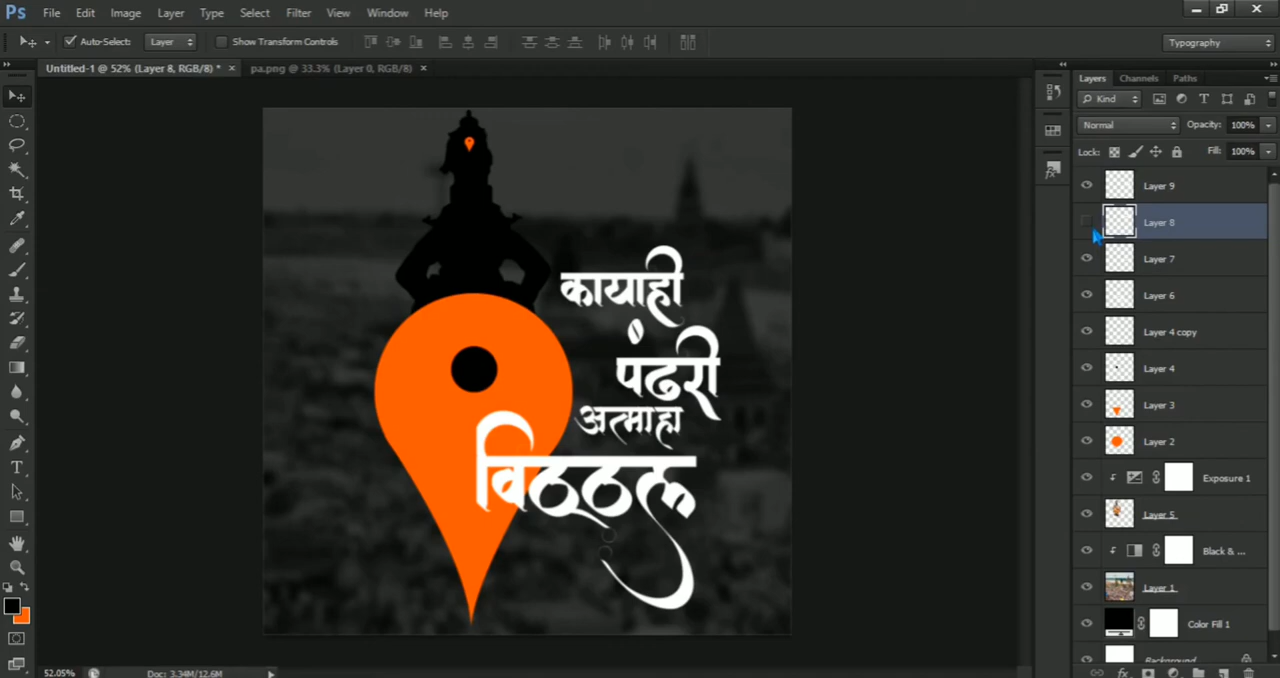 Ps File Edit Image Layer Type Select Filter View Window Help
Auto-Select: Layer Show Transform Controls Typography
Untitled-1 @ 52% (Layer 8, RGB/8) * × pa.png @ 33.3% (Layer 0, RGB/8) ×
Layers Channels Paths
Kind
Normal Opacity: 100%
Lock: Fill: 100%
Layer 9
Layer 8
Layer 7
Layer 6
Layer 4 copy
Layer 4
Layer 3
Layer 2
Exposure 1
Layer 5
Black & ...
Layer 1
Color Fill 1
Background
कायाही
पंढरी
अत्माहा
विठ्ठल
52.05% Doc: 3.34M/12.6M